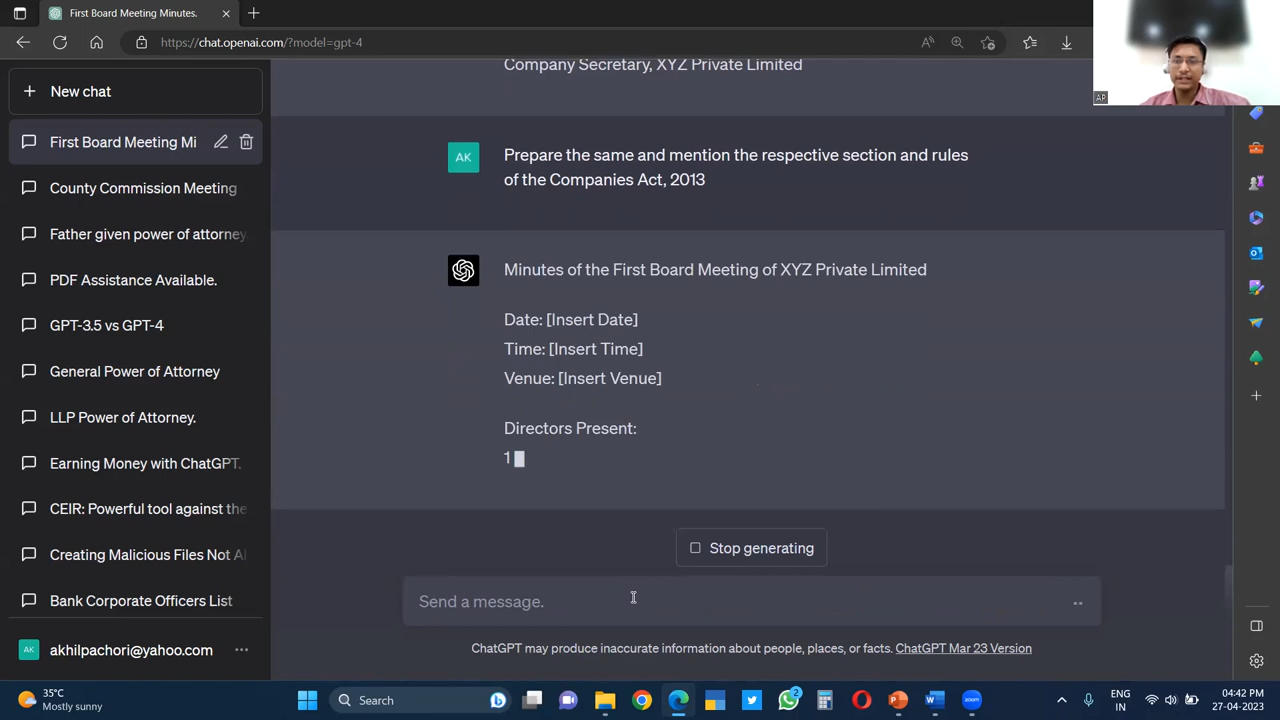 First Board Meeting Minutes.
https://chat.openai.com/?model=gpt-4
New chat
First Board Meeting Mi
County Commission Meeting
Father given power of attorney
PDF Assistance Available.
GPT-3.5 vs GPT-4
General Power of Attorney
LLP Power of Attorney.
Earning Money with ChatGPT.
CEIR: Powerful tool against the
Creating Malicious Files Not Al
Bank Corporate Officers List
akhilpachori@yahoo.com
Company Secretary, XYZ Private Limited
AK
Prepare the same and mention the respective section and rules
of the Companies Act, 2013
Minutes of the First Board Meeting of XYZ Private Limited
Date: [Insert Date]
Time: [Insert Time]
Venue: [Insert Venue]
Directors Present:
1
Stop generating
Send a message.
ChatGPT may produce inaccurate information about people, places, or facts. ChatGPT Mar 23 Version
AP
AK
35°C
Mostly sunny
Search
2
zoom
ENG
IN
04:42 PM
27-04-2023